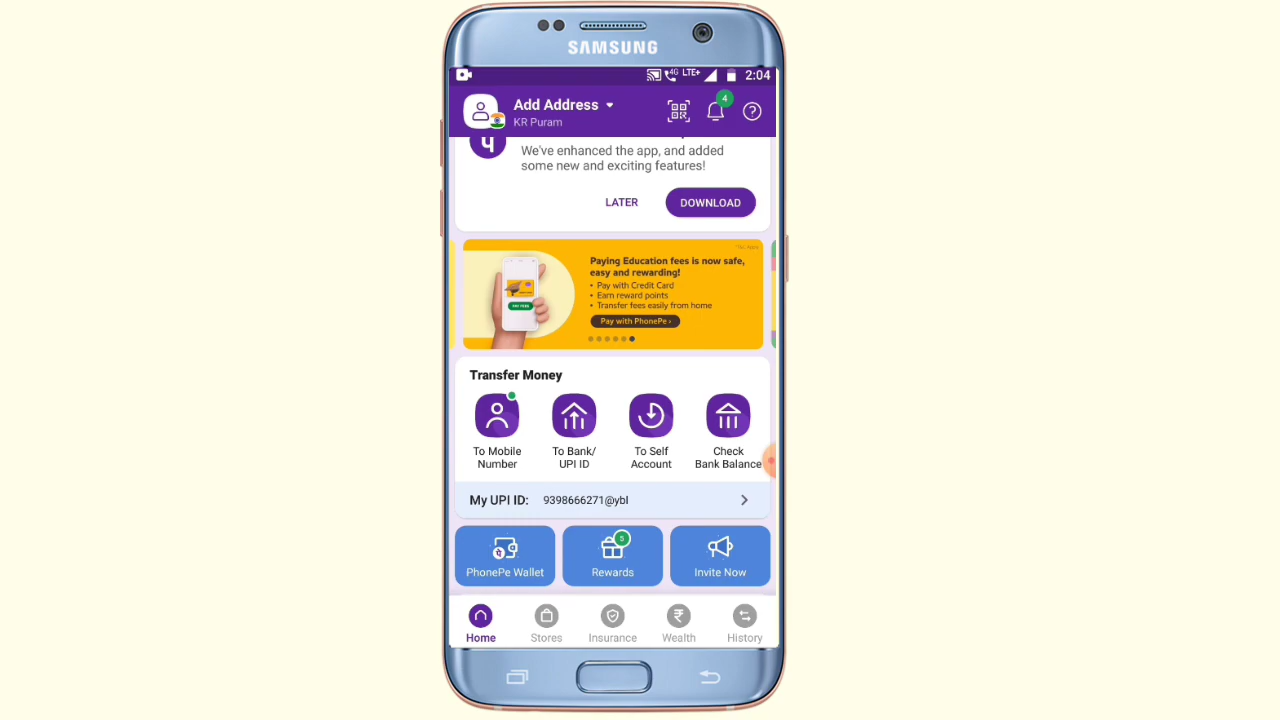 SAMSUNG
4G LTE+ 2:04
Add Address
KR Puram
4
We've enhanced the app, and added
some new and exciting features!
LATER DOWNLOAD
Paying Education fees is now safe,
easy and rewarding!
• Pay with Credit Card
• Earn reward points
• Transfer fees easily from home
Pay with PhonePe ›
Transfer Money
To Mobile
Number
To Bank/
UPI ID
To Self
Account
Check
Bank Balance
My UPI ID: 9398666271@ybl
PhonePe Wallet
5
Rewards
Invite Now
Home
Stores
Insurance
Wealth
History